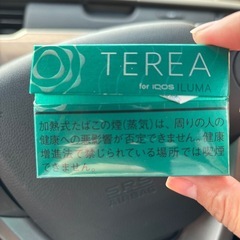 TEREA
for IQOS ILUMA
加熱式たばこの煙(蒸気)は、周りの人の
健康への悪影響が否定できません。健康
増進法で禁じられている場所では喫煙
できません。